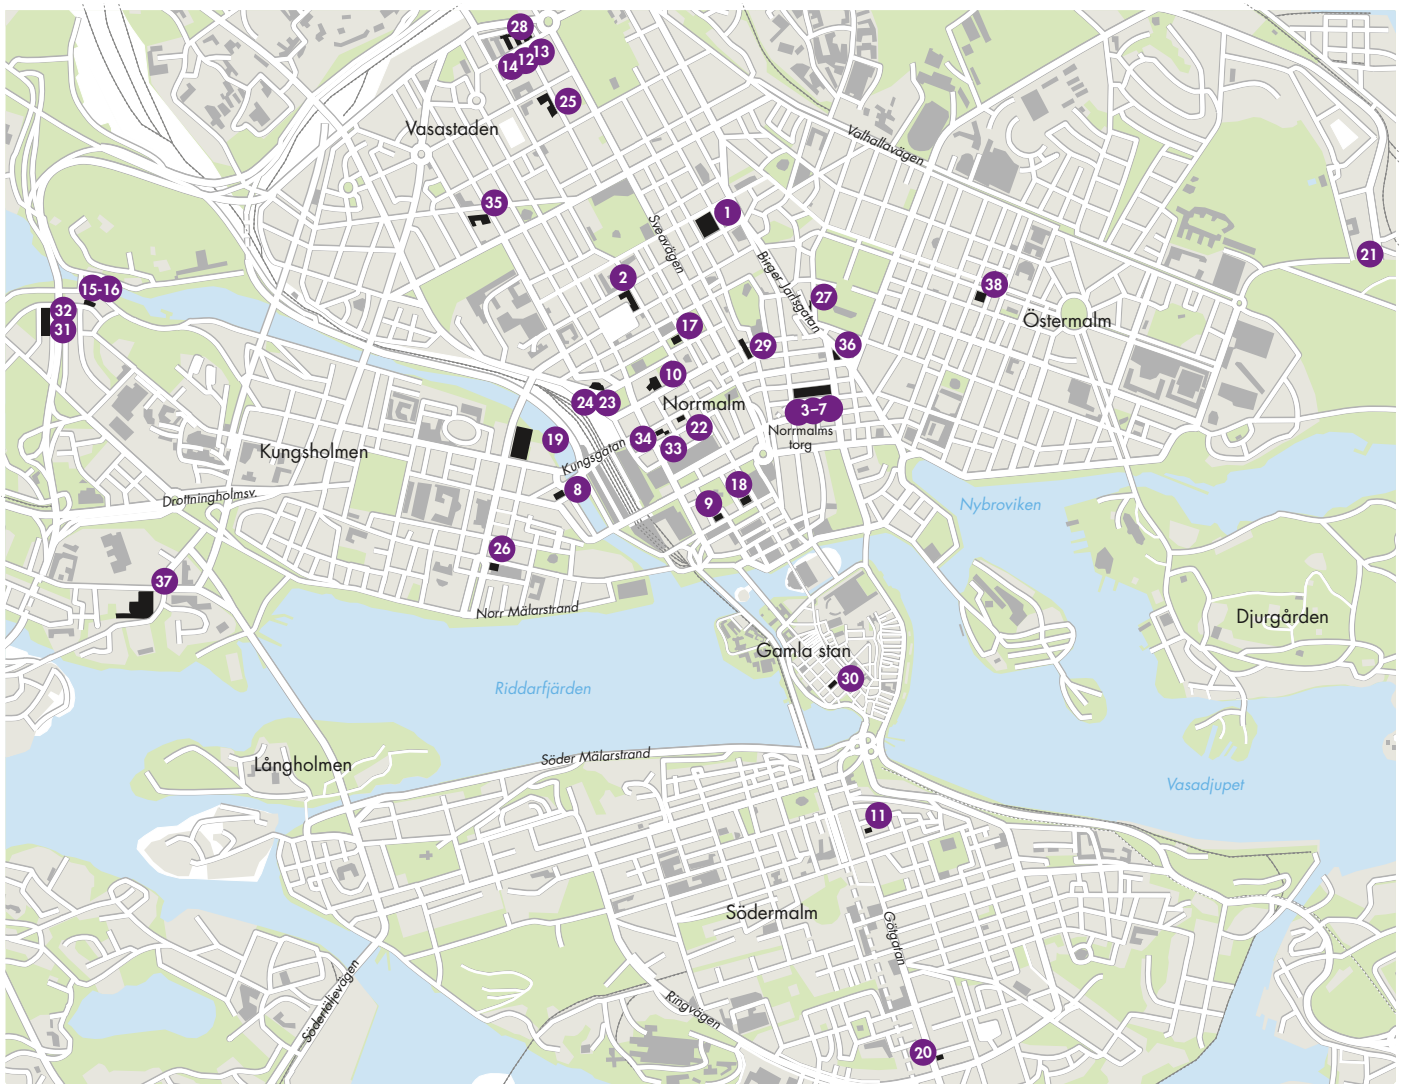 28
13
12
14
25
Vasastaden
Valhallavägen
35
1
Sveavägen
21
Birger Jarlsgatan
2
15-16
38
27
32
31
Östermalm
17
29
36
10
24
23
Norrmalm
3–7
22
Norrmalms
torg
34
33
19
Kungsgatan
Kungsholmen
18
8
9
Drottningholmsv.
Nybroviken
26
37
Norr Mälarstrand
Djurgården
Gamla stan
30
Riddarfjärden
Söder Mälarstrand
Långholmen
Vasadjupet
11
Södermalm
Götgatan
Södertäljevägen
Ringvägen
20